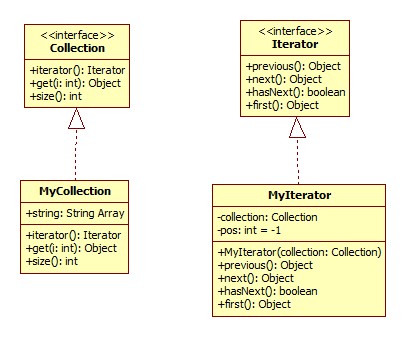 <<interface>>
Collection
+iterator(): Iterator
+get(i: int): Object
+size(): int
<<interface>>
Iterator
+previous(): Object
+next(): Object
+hasNext(): boolean
+first(): Object
MyCollection
+string: String Array
+iterator(): Iterator
+get(i: int): Object
+size(): int
MyIterator
-collection: Collection
-pos: int = -1
+MyIterator(collection: Collection)
+previous(): Object
+next(): Object
+hasNext(): boolean
+first(): Object